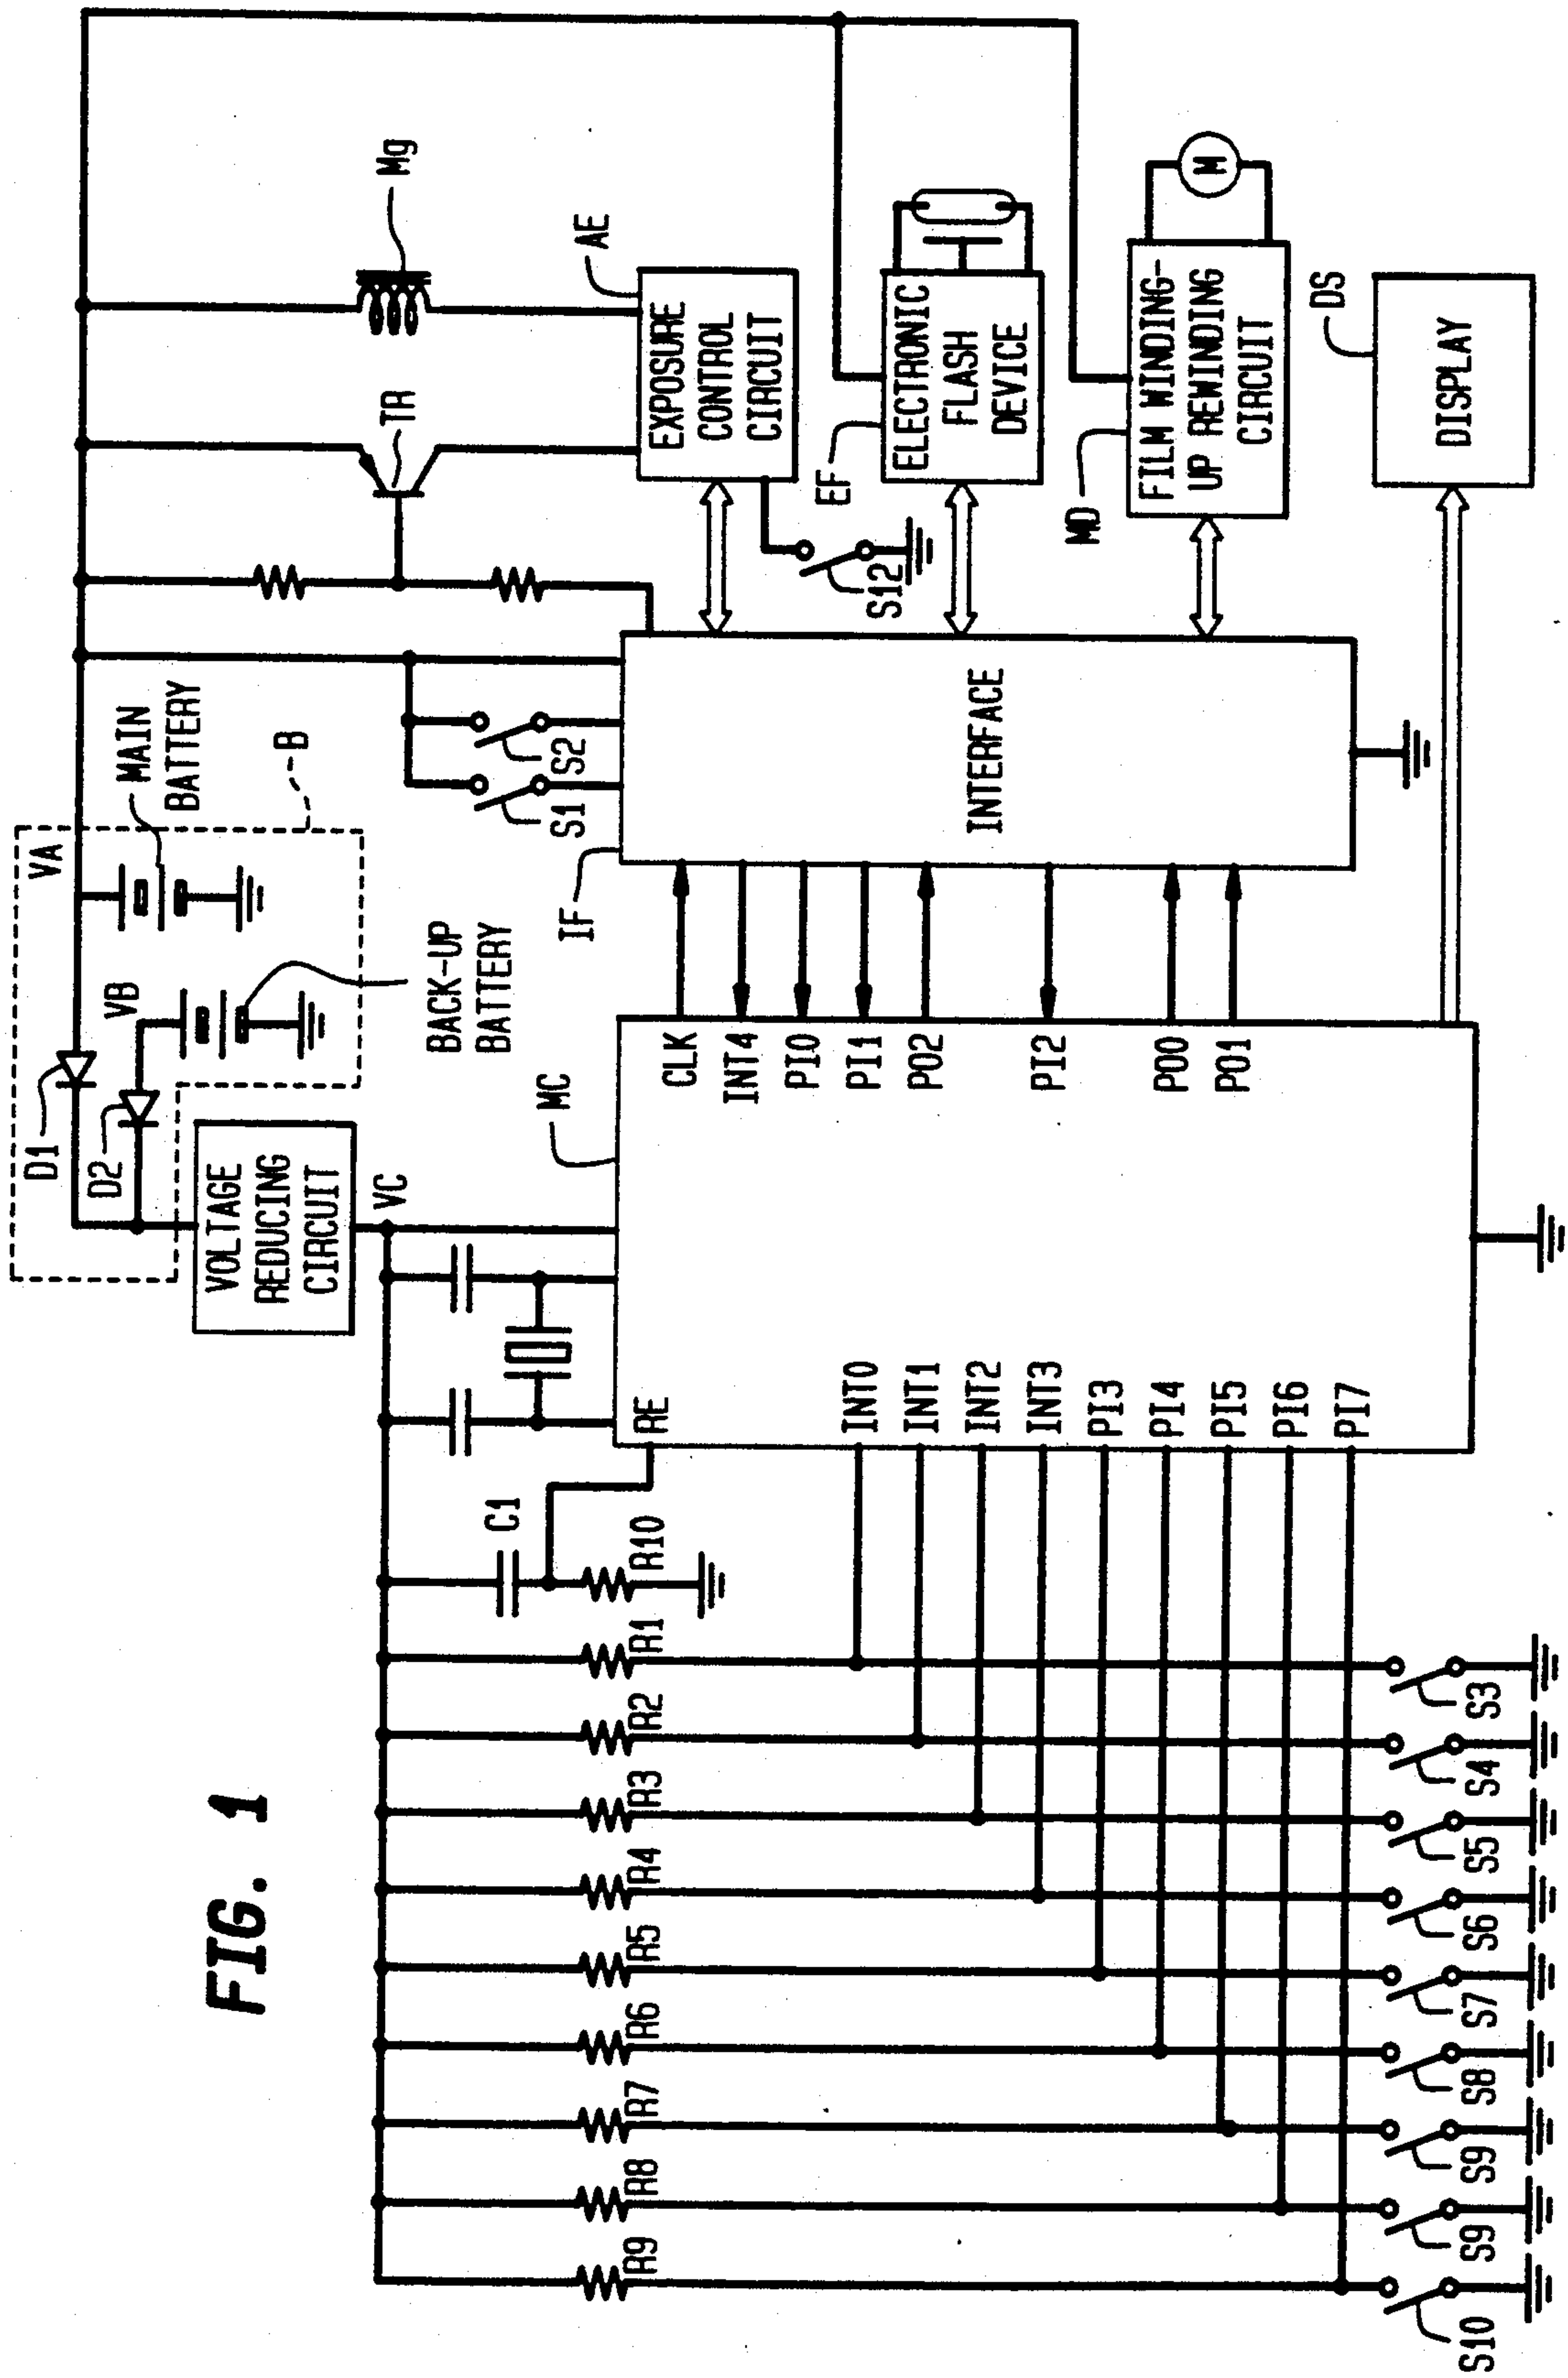 FIG. 1
D1
D2
VA
VB
MAIN
BATTERY
B
BACK-UP
BATTERY
VOLTAGE
REDUCING
CIRCUIT
VC
TR
Mg
AE
EXPOSURE
CONTROL
CIRCUIT
S12
EF
ELECTRONIC
FLASH
DEVICE
MD
FILM WINDING-
UP REWINDING
CIRCUIT
M
DS
DISPLAY
S1
S2
IF
INTERFACE
MC
CLK
INT4
PI0
PI1
PO2
PI2
PO0
PO1
RE
INT0
INT1
INT2
INT3
PI3
PI4
PI5
PI6
PI7
C1
R10
R9
R8
R7
R6
R5
R4
R3
R2
R1
S10
S9
S9
S8
S7
S6
S5
S4
S3